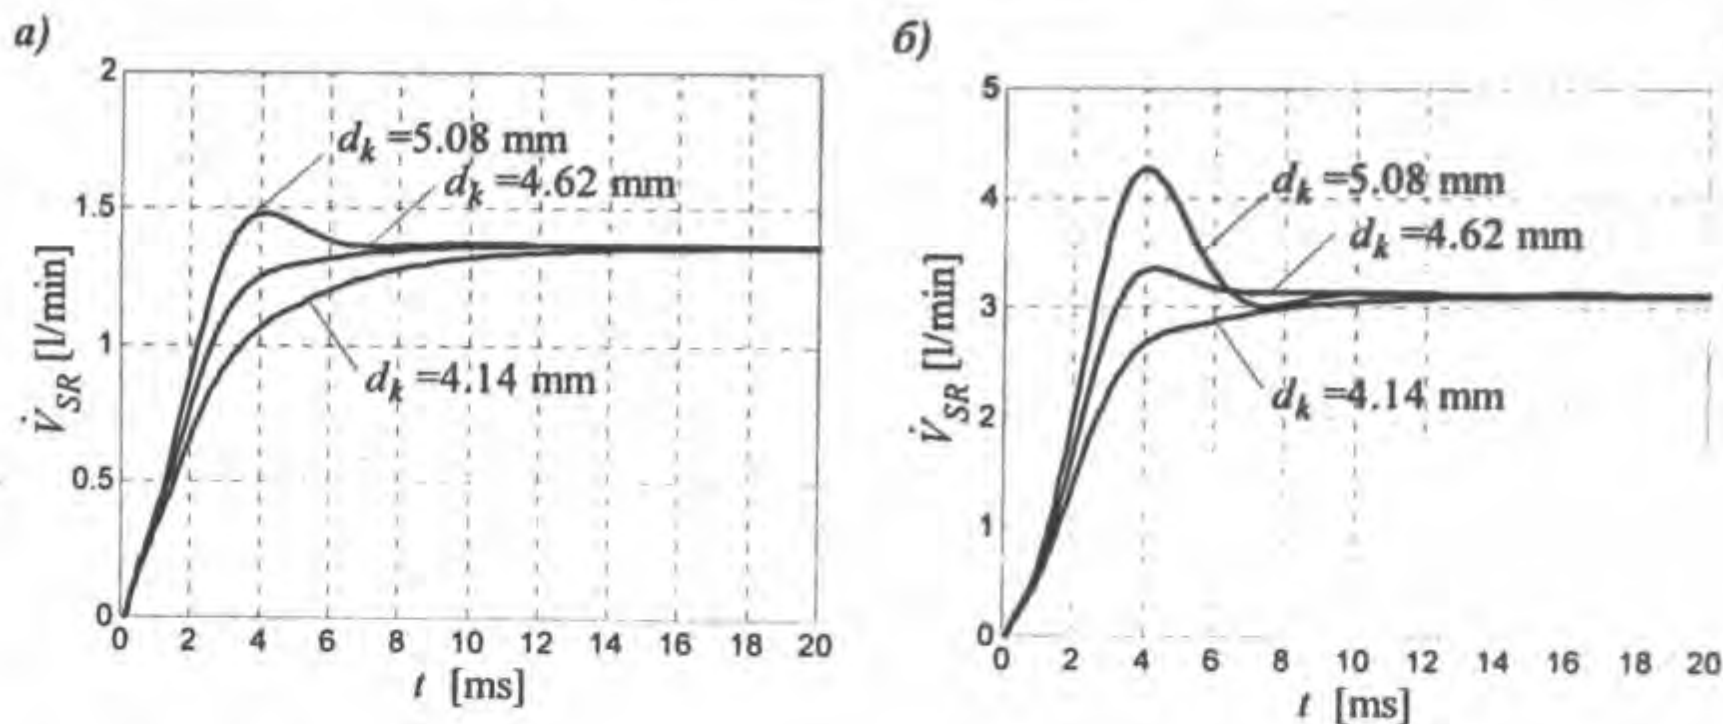 а)
2
1.5
1
0.5
0
V̇_SR [l/min]
d_k =5.08 mm
d_k =4.62 mm
d_k =4.14 mm
0 2 4 6 8 10 12 14 16 18 20
t [ms]
б)
5
4
3
2
1
0
V̇_SR [l/min]
d_k =5.08 mm
d_k =4.62 mm
d_k =4.14 mm
0 2 4 6 8 10 12 14 16 18 20
t [ms]